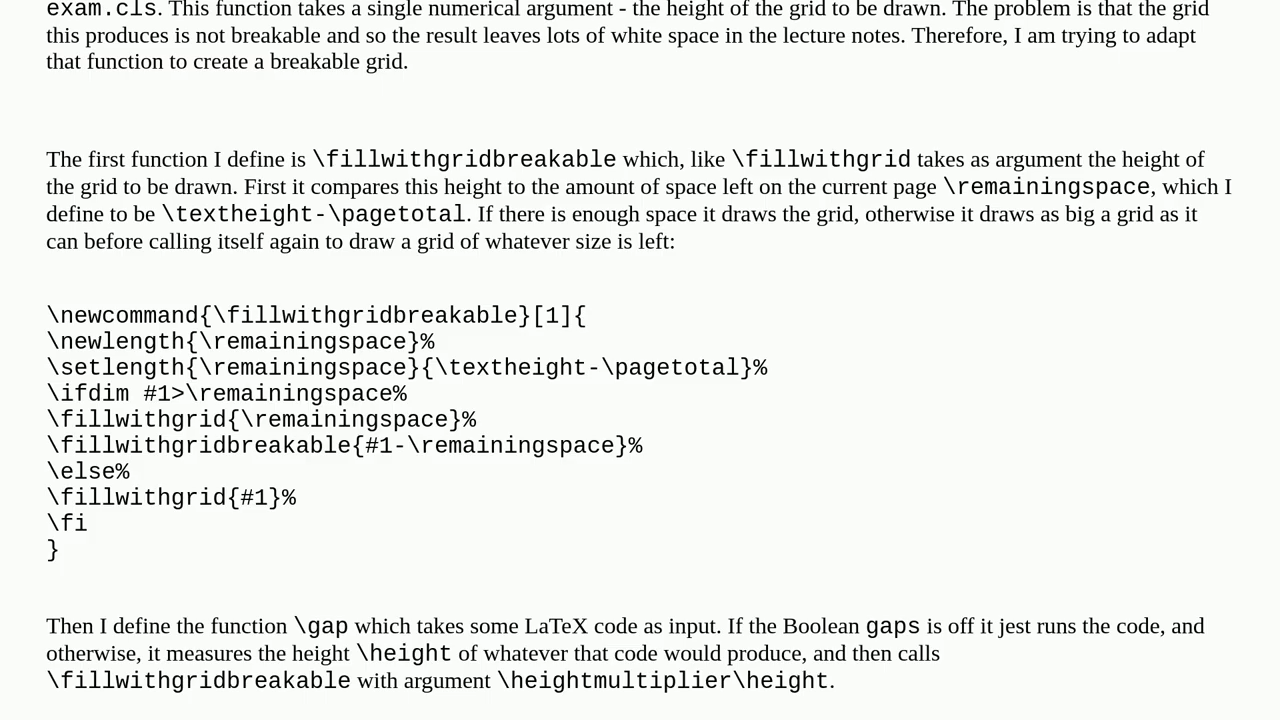 exam.cls. This function takes a single numerical argument - the height of the grid to be drawn. The problem is that the grid
this produces is not breakable and so the result leaves lots of white space in the lecture notes. Therefore, I am trying to adapt
that function to create a breakable grid.
The first function I define is \fillwithgridbreakable which, like \fillwithgrid takes as argument the height of
the grid to be drawn. First it compares this height to the amount of space left on the current page \remainingspace, which I
define to be \textheight-\pagetotal. If there is enough space it draws the grid, otherwise it draws as big a grid as it
can before calling itself again to draw a grid of whatever size is left:
\newcommand{\fillwithgridbreakable}[1]{
\newlength{\remainingspace}%
\setlength{\remainingspace}{\textheight-\pagetotal}%
\ifdim #1>\remainingspace%
\fillwithgrid{\remainingspace}%
\fillwithgridbreakable{#1-\remainingspace}%
\else%
\fillwithgrid{#1}%
\fi
}
Then I define the function \gap which takes some LaTeX code as input. If the Boolean gaps is off it jest runs the code, and
otherwise, it measures the height \height of whatever that code would produce, and then calls
\fillwithgridbreakable with argument \heightmultiplier\height.